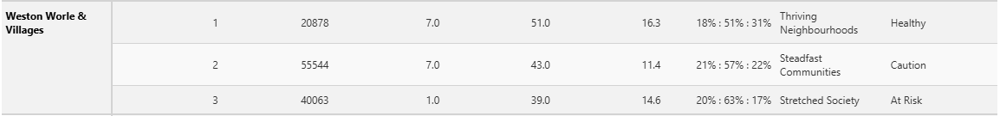 Weston Worle &
Villages
1 20878 7.0 51.0 16.3 18% : 51% : 31% Thriving Neighbourhoods Healthy
2 55544 7.0 43.0 11.4 21% : 57% : 22% Steadfast Communities Caution
3 40063 1.0 39.0 14.6 20% : 63% : 17% Stretched Society At Risk